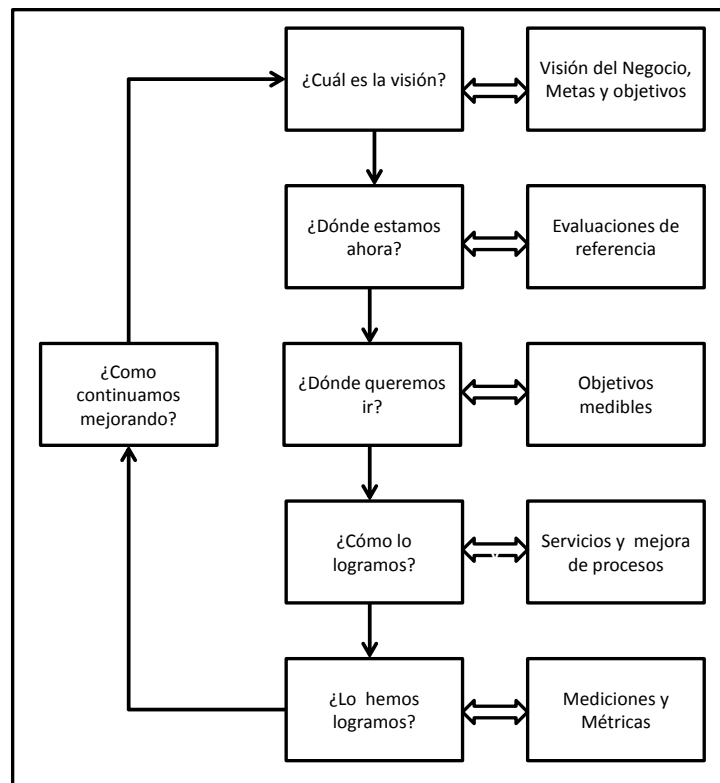 ¿Cuál es la visión?
Visión del Negocio,
Metas y objetivos
¿Dónde estamos
ahora?
Evaluaciones de
referencia
¿Como
continuamos
mejorando?
¿Dónde queremos
ir?
Objetivos
medibles
¿Cómo lo
logramos?
Servicios y mejora
de procesos
¿Lo hemos
logramos?
Mediciones y
Métricas